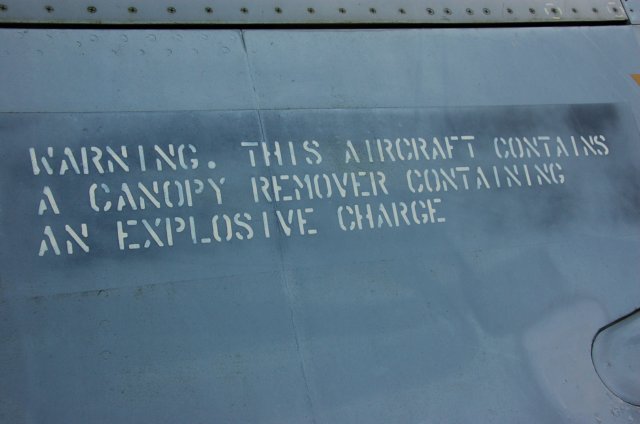 WARNING. THIS AIRCRAFT CONTAINS
A CANOPY REMOVER CONTAINING
AN EXPLOSIVE CHARGE